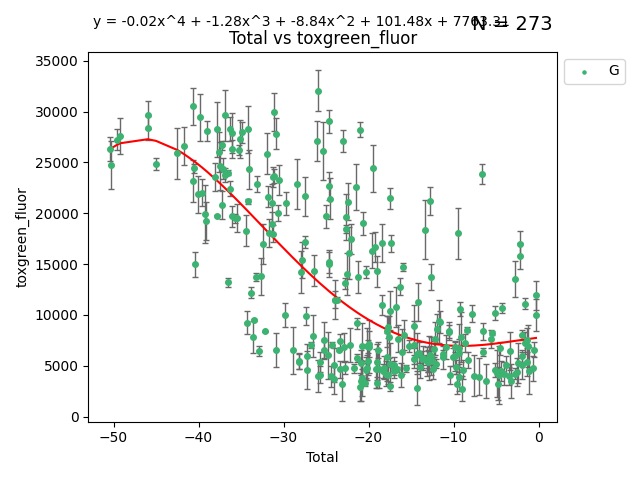 y = -0.02x^4 + -1.28x^3 + -8.84x^2 + 101.48x + 7763.31
N = 273
Total vs toxgreen_fluor
G
35000
30000
25000
20000
15000
10000
5000
0
toxgreen_fluor
−50 −40 −30 −20 −10 0
Total